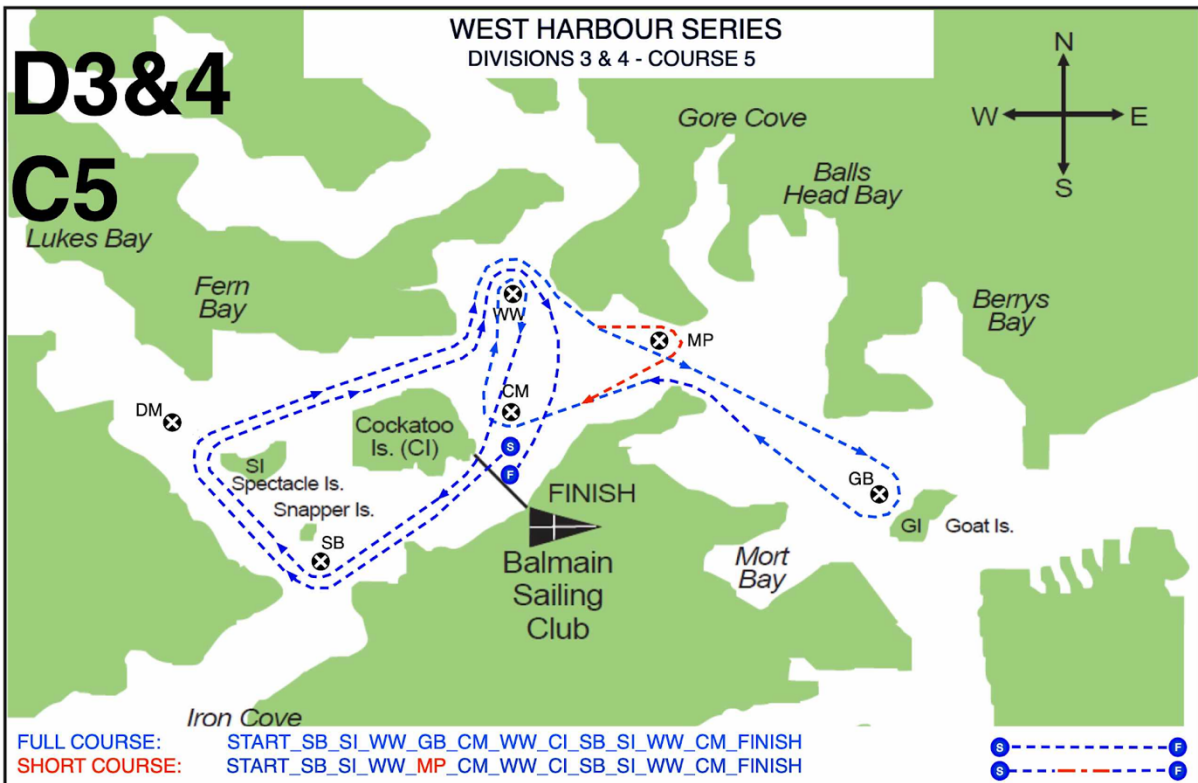 WEST HARBOUR SERIES
DIVISIONS 3 & 4 - COURSE 5
D3&4
C5
N
W
E
S
Gore Cove
Balls
Head Bay
Lukes Bay
Fern
Bay
Berrys
Bay
WW
MP
DM
CM
Cockatoo
Is. (CI)
S
F
SI
Spectacle Is.
Snapper Is.
SB
FINISH
Balmain
Sailing
Club
GB
GI
Goat Is.
Mort
Bay
Iron Cove
FULL COURSE: START_SB_SI_WW_GB_CM_WW_CI_SB_SI_WW_CM_FINISH
S F
SHORT COURSE: START_SB_SI_WW_MP_CM_WW_CI_SB_SI_WW_CM_FINISH
S F